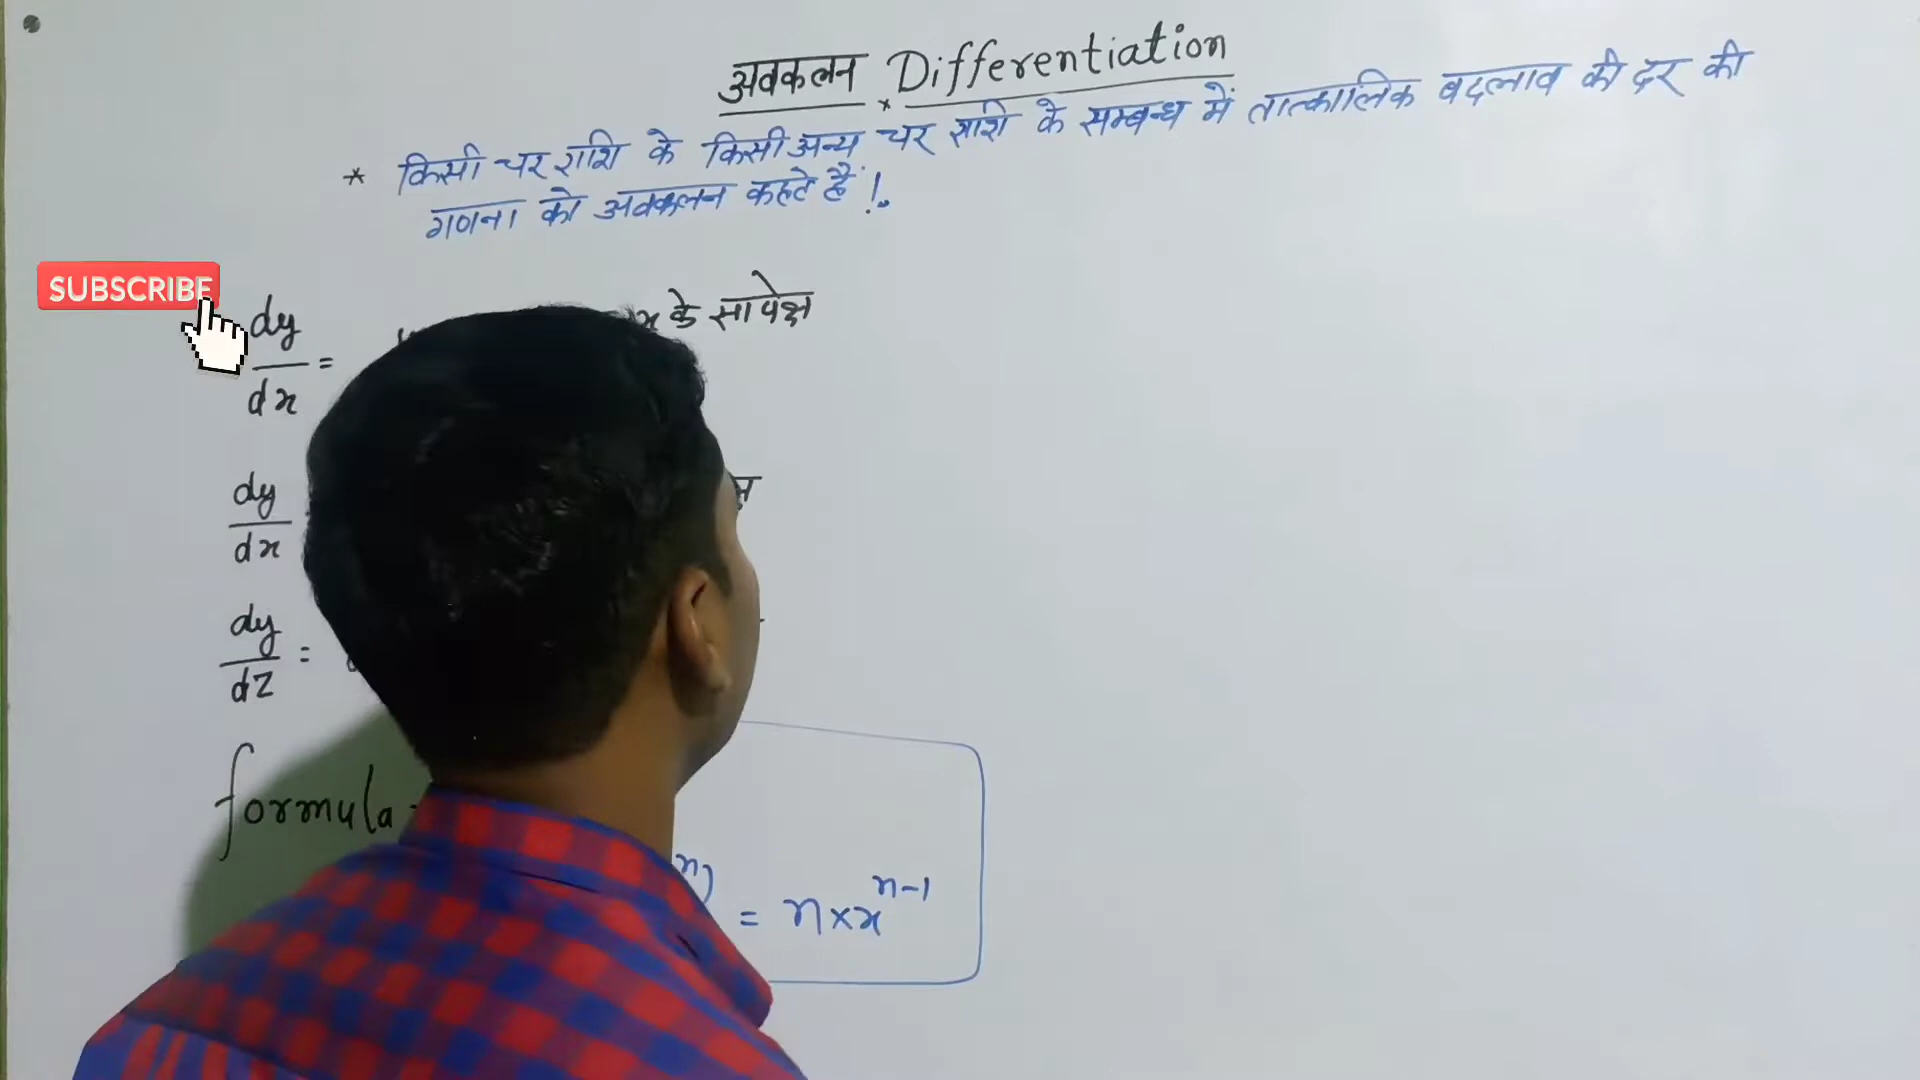 अवकलन Differentiation
* किसी चर राशि के किसी अन्य चर राशि के सम्बन्ध में तात्कालिक बदलाव की दर की
गणना को अवकलन कहते हैं !.
SUBSCRIBE
dy/dx = x के सापेक्ष
dy/dx
dy/dz =
formula
n) = n×x^{n-1}